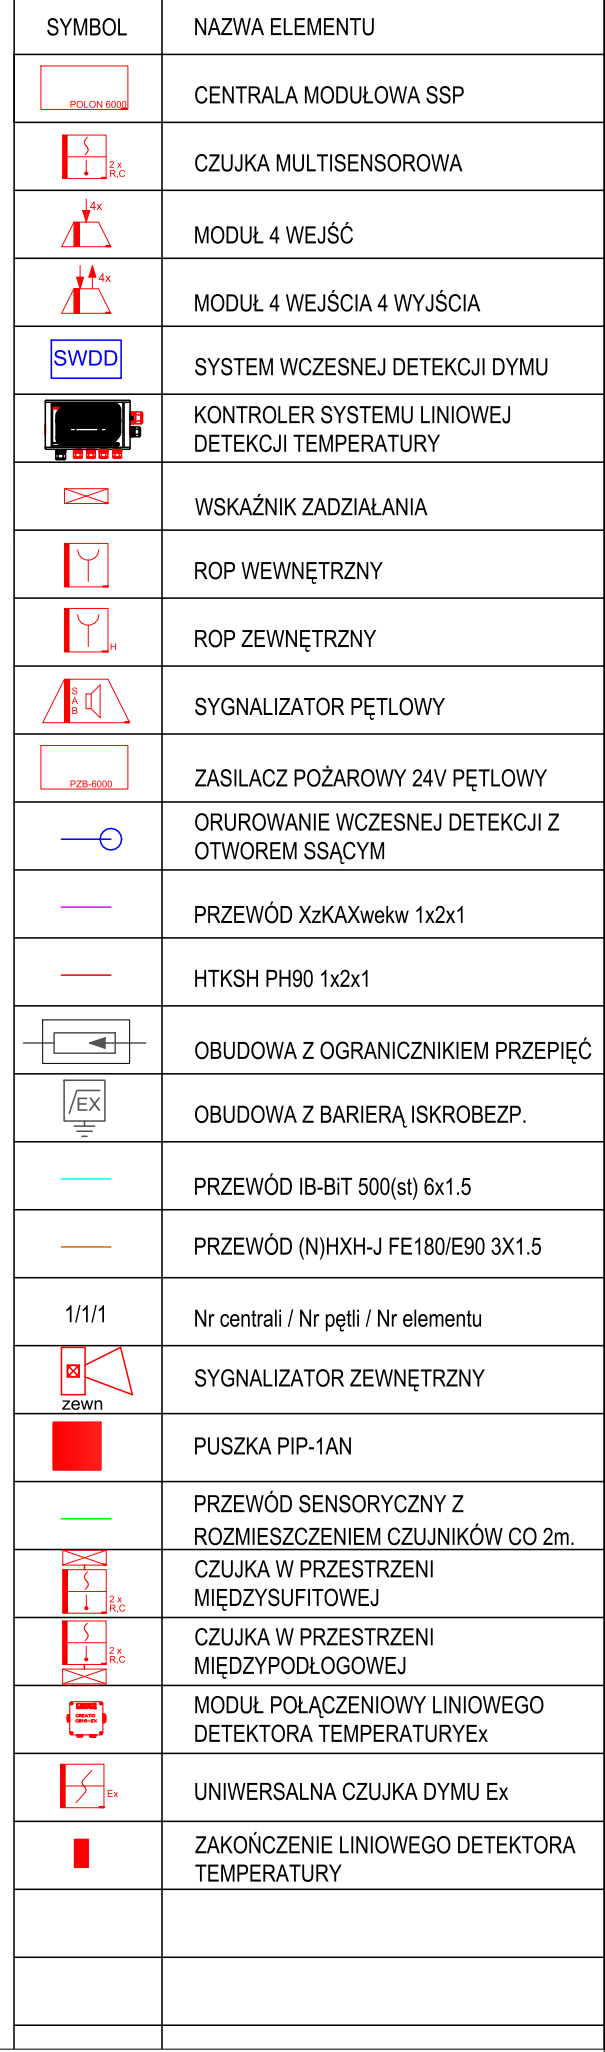 SYMBOL NAZWA ELEMENTU
POLON 6000 CENTRALA MODUŁOWA SSP
2 x
R,C
CZUJKA MULTISENSOROWA
4x
MODUŁ 4 WEJŚĆ
4x
MODUŁ 4 WEJŚCIA 4 WYJŚCIA
SWDD SYSTEM WCZESNEJ DETEKCJI DYMU
KONTROLER SYSTEMU LINIOWEJ
DETEKCJI TEMPERATURY
WSKAŹNIK ZADZIAŁANIA
ROP WEWNĘTRZNY
H
ROP ZEWNĘTRZNY
S
A
B
SYGNALIZATOR PĘTLOWY
PZB-6000 ZASILACZ POŻAROWY 24V PĘTLOWY
ORUROWANIE WCZESNEJ DETEKCJI Z
OTWOREM SSĄCYM
PRZEWÓD XzKAXwekw 1x2x1
HTKSH PH90 1x2x1
OBUDOWA Z OGRANICZNIKIEM PRZEPIĘĆ
/EX
OBUDOWA Z BARIERĄ ISKROBEZP.
PRZEWÓD IB-BiT 500(st) 6x1.5
PRZEWÓD (N)HXH-J FE180/E90 3X1.5
1/1/1 Nr centrali / Nr pętli / Nr elementu
SYGNALIZATOR ZEWNĘTRZNY
zewn
PUSZKA PIP-1AN
PRZEWÓD SENSORYCZNY Z
ROZMIESZCZENIEM CZUJNIKÓW CO 2m.
2 x
R,C
CZUJKA W PRZESTRZENI
MIĘDZYSUFITOWEJ
2 x
R,C
CZUJKA W PRZESTRZENI
MIĘDZYPODŁOGOWEJ
MODUŁ POŁĄCZENIOWY LINIOWEGO
DETEKTORA TEMPERATURYEx
Ex
UNIWERSALNA CZUJKA DYMU Ex
ZAKOŃCZENIE LINIOWEGO DETEKTORA
TEMPERATURY